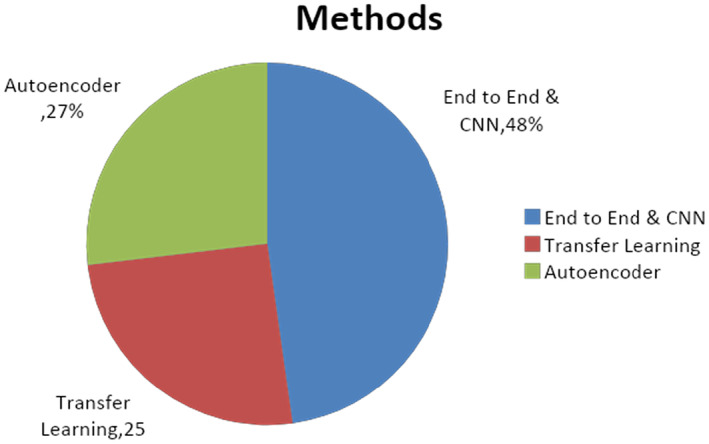 Methods
Autoencoder
,27%
End to End &
CNN,48%
End to End & CNN
Transfer Learning
Autoencoder
Transfer
Learning,25